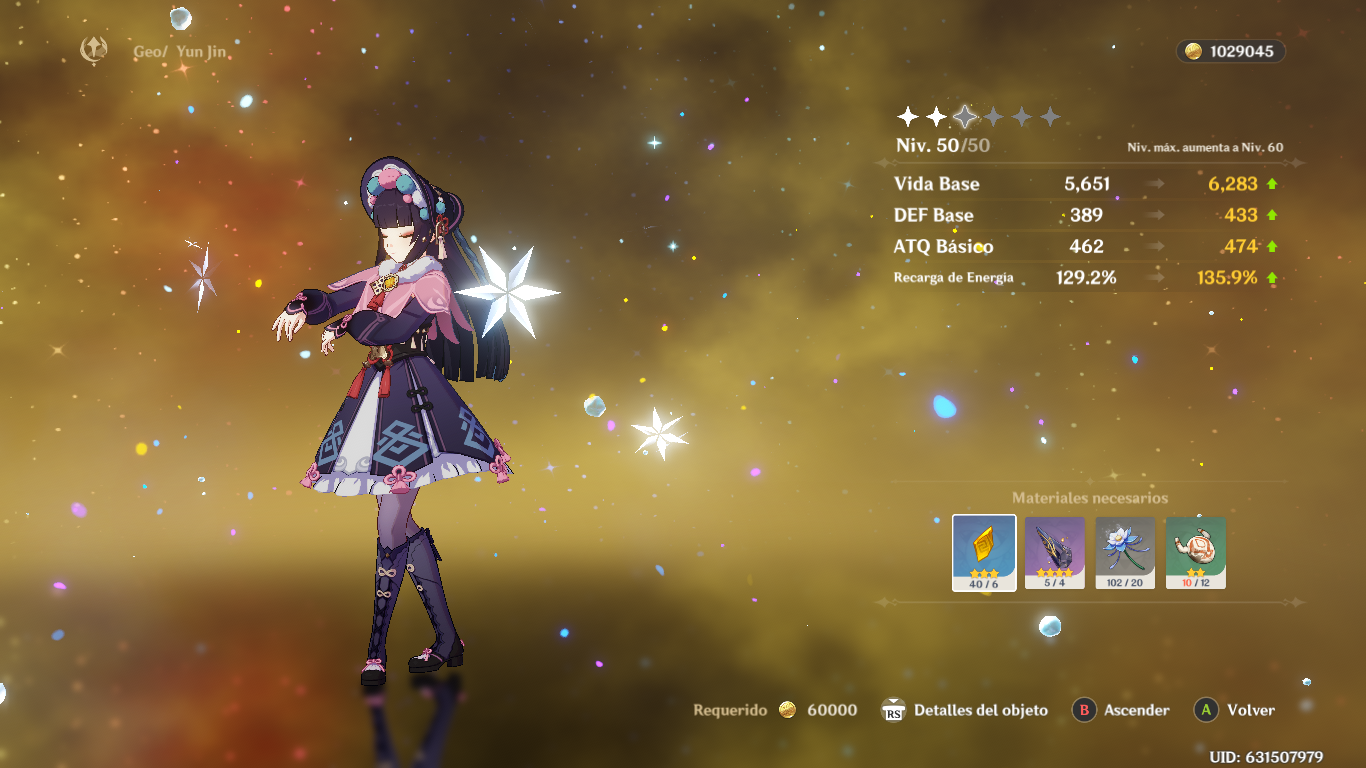 Geo/ Yun Jin
1029045
Niv. 50/50
Niv. máx. aumenta a Niv. 60
Vida Base 5,651 6,283
DEF Base 389 433
ATQ Básico 462 474
Recarga de Energía 129.2% 135.9%
Materiales necesarios
40 / 6 5 / 4 102 / 20 10 / 12
Requerido 60000 RS Detalles del objeto B Ascender A Volver
UID: 631507979